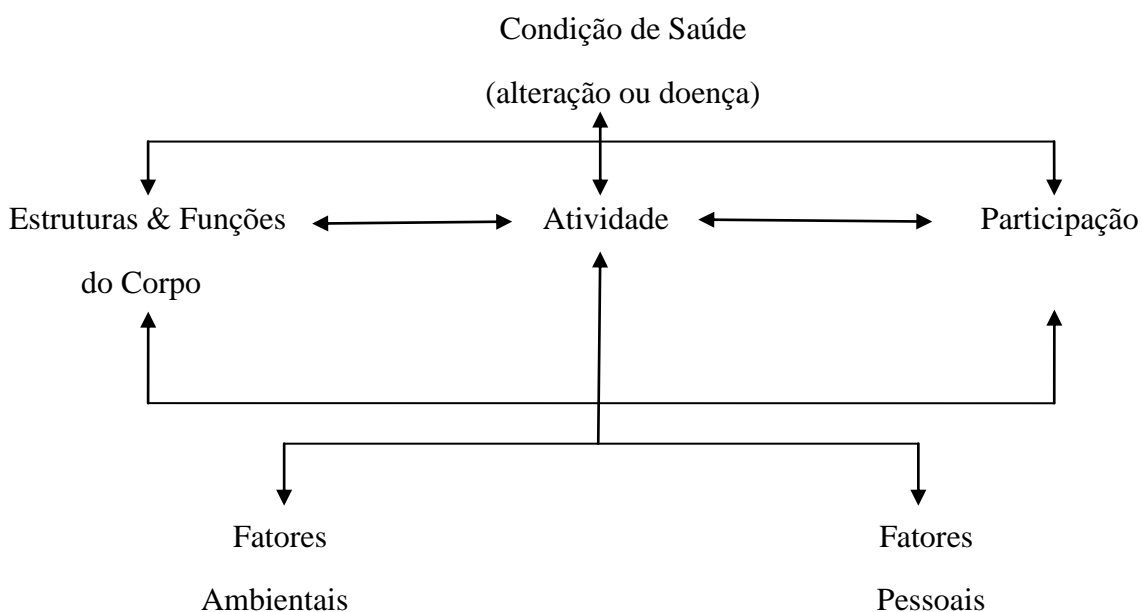 Condição de Saúde
(alteração ou doença)
Estruturas & Funções
do Corpo
Atividade
Participação
Fatores
Ambientais
Fatores
Pessoais